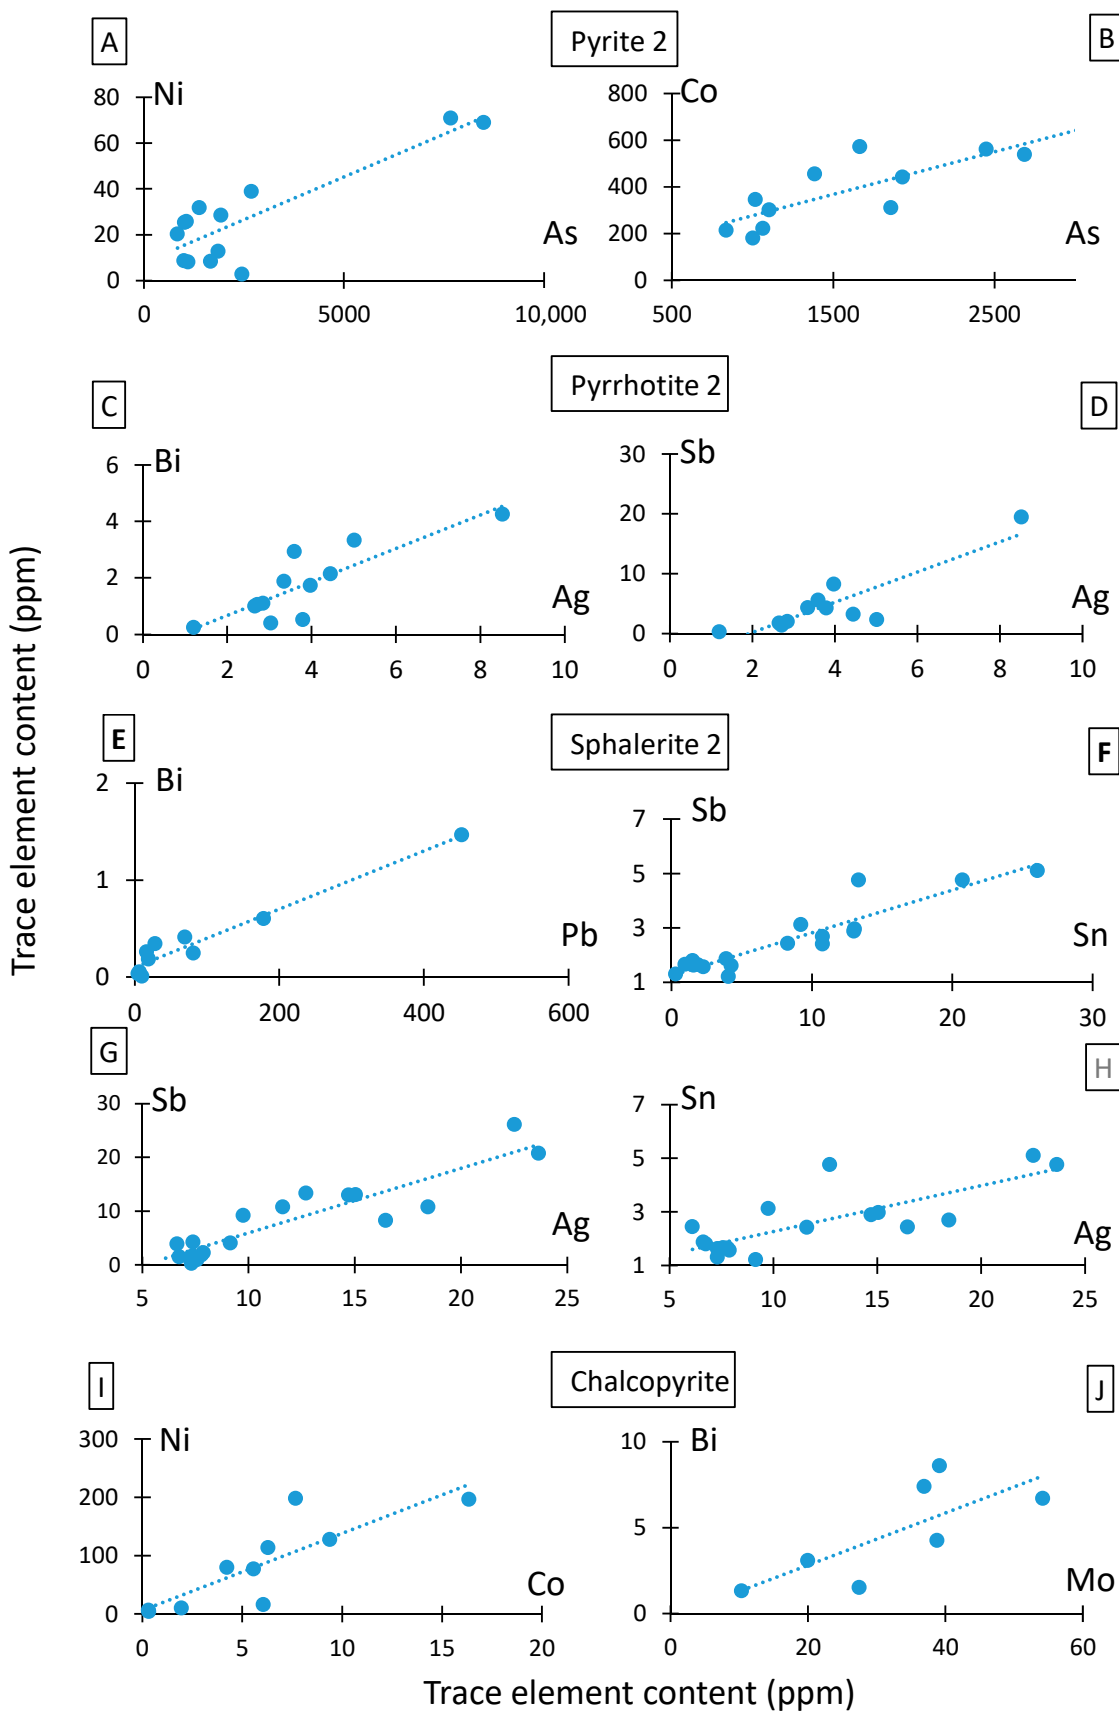 A Pyrite 2 B
Ni Co
80 800
60 600
40 400
20 As 200 As
0 0
0 5000 10,000 500 1500 2500
C Pyrrhotite 2 D
Bi Sb
6 30
4 20
2 Ag 10 Ag
0 0
0 2 4 6 8 10 0 2 4 6 8 10
Trace element content (ppm)
E Sphalerite 2 F
Bi Sb
2 7
5
1 Pb 3 Sn
0 1
0 200 400 600 0 10 20 30
G H
Sb Sn
30 7
20 5
10 Ag 3 Ag
0 1
5 10 15 20 25 5 10 15 20 25
I Chalcopyrite J
Ni Bi
300 10
200
100 Co 5 Mo
0 0
0 5 10 15 20 0 20 40 60
Trace element content (ppm)